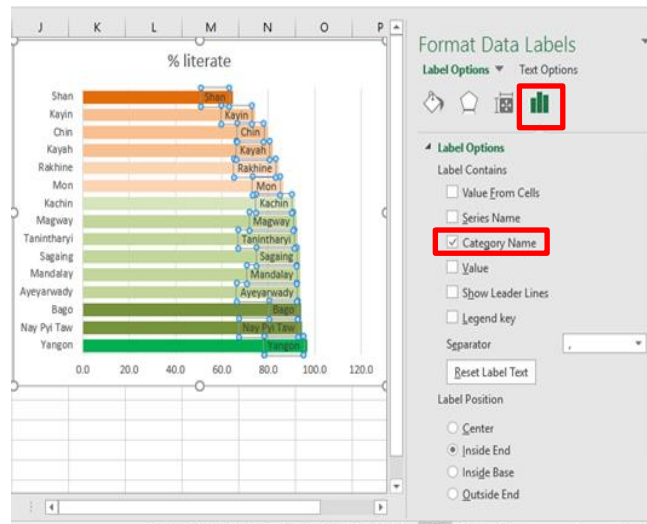 J K L M N O P
% literate
Shan Shan
Kayin Kayin
Chin Chin
Kayah Kayah
Rakhine Rakhine
Mon Mon
Kachin Kachin
Magway Magway
Tanintharyi Tanintharyi
Sagaing Sagaing
Mandalay Mandalay
Ayeyarwady Ayeyarwady
Bago Bago
Nay Pyi Taw Nay Pyi Taw
Yangon Yangon
0.0 20.0 40.0 60.0 80.0 100.0 120.0
Format Data Labels
Label Options Text Options
Label Options
Label Contains
Value From Cells
Series Name
Category Name
Value
Show Leader Lines
Legend key
Separator ,
Reset Label Text
Label Position
Center
Inside End
Inside Base
Outside End